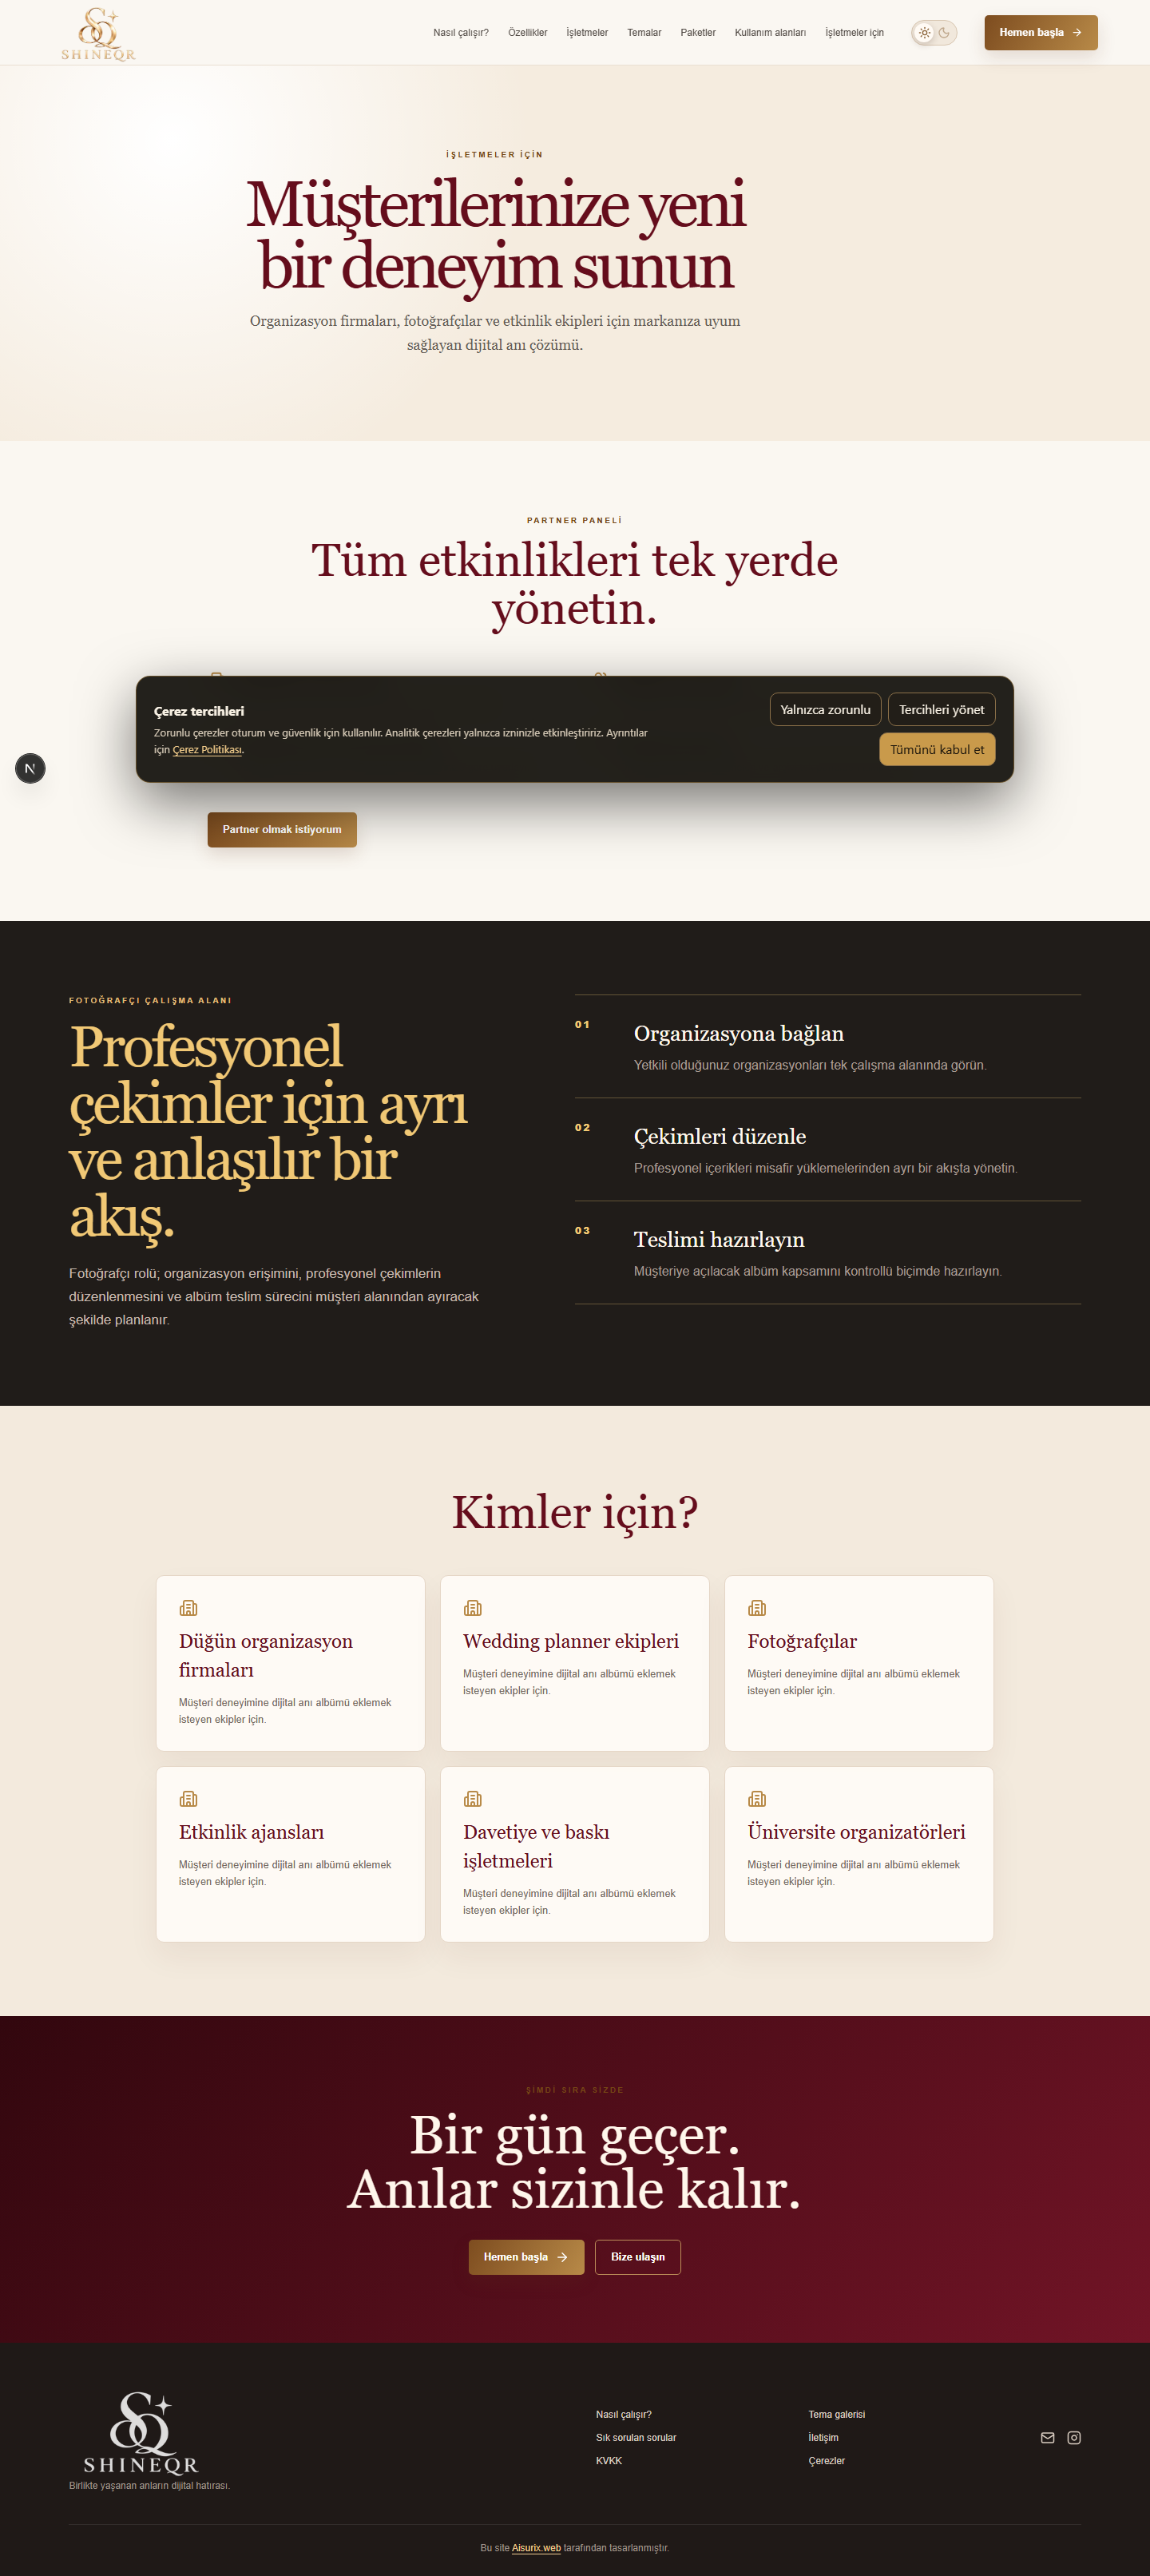 SHINEQR
Nasıl çalışır? Özellikler İşletmeler Temalar Paketler Kullanım alanları İşletmeler için Hemen başla
İŞLETMELER İÇİN
Müşterilerinize yeni
bir deneyim sunun
Organizasyon firmaları, fotoğrafçılar ve etkinlik ekipleri için markanıza uyum
sağlayan dijital anı çözümü.
PARTNER PANELİ
Tüm etkinlikleri tek yerde
yönetin.
Çerez tercihleri
Zorunlu çerezler oturum ve güvenlik için kullanılır. Analitik çerezleri yalnızca izninizle etkinleştiririz. Ayrıntılar
için Çerez Politikası.
Yalnızca zorunlu Tercihleri yönet
Tümünü kabul et
N
Partner olmak istiyorum
FOTOĞRAFÇI ÇALIŞMA ALANI
Profesyonel
çekimler için ayrı
ve anlaşılır bir
akış.
Fotoğrafçı rolü; organizasyon erişimini, profesyonel çekimlerin
düzenlenmesini ve albüm teslim sürecini müşteri alanından ayıracak
şekilde planlanır.
01
Organizasyona bağlan
Yetkili olduğunuz organizasyonları tek çalışma alanında görün.
02
Çekimleri düzenle
Profesyonel içerikleri misafir yüklemelerinden ayrı bir akışta yönetin.
03
Teslimi hazırlayın
Müşteriye açılacak albüm kapsamını kontrollü biçimde hazırlayın.
Kimler için?
Düğün organizasyon
firmaları
Müşteri deneyimine dijital anı albümü eklemek
isteyen ekipler için.
Wedding planner ekipleri
Müşteri deneyimine dijital anı albümü eklemek
isteyen ekipler için.
Fotoğrafçılar
Müşteri deneyimine dijital anı albümü eklemek
isteyen ekipler için.
Etkinlik ajansları
Müşteri deneyimine dijital anı albümü eklemek
isteyen ekipler için.
Davetiye ve baskı
işletmeleri
Müşteri deneyimine dijital anı albümü eklemek
isteyen ekipler için.
Üniversite organizatörleri
Müşteri deneyimine dijital anı albümü eklemek
isteyen ekipler için.
ŞİMDİ SIRA SİZDE
Bir gün geçer.
Anılar sizinle kalır.
Hemen başla Bize ulaşın
SHINEQR
Birlikte yaşanan anların dijital hatırası.
Nasıl çalışır?
Sık sorulan sorular
KVKK
Tema galerisi
İletişim
Çerezler
Bu site Aisurix.web tarafından tasarlanmıştır.